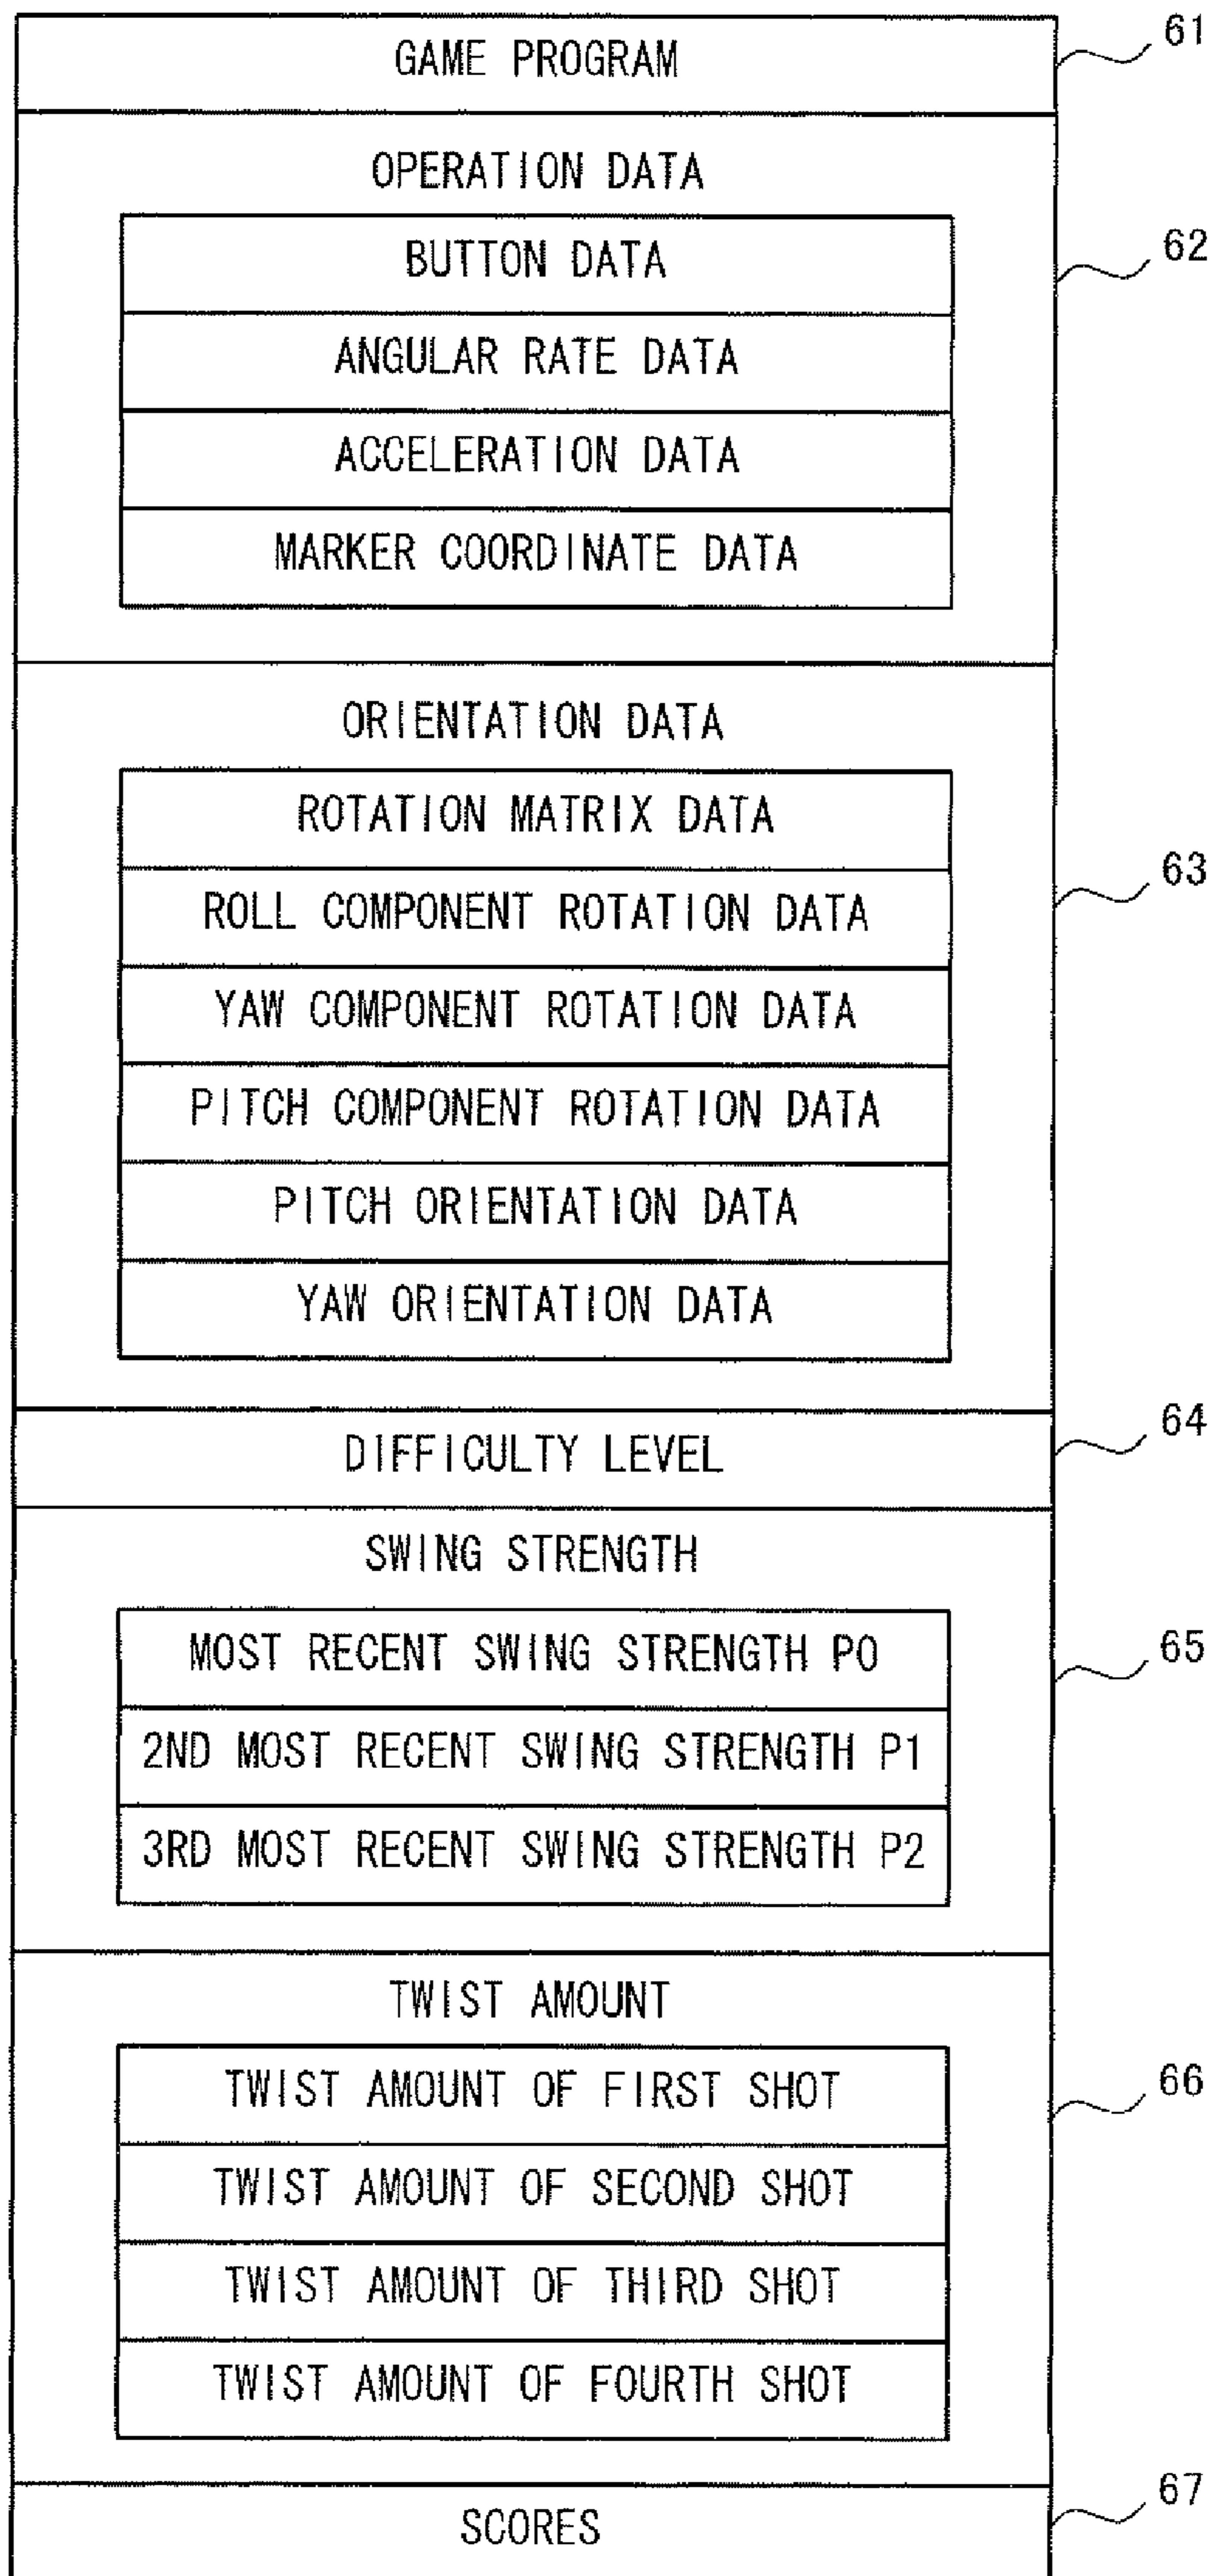 GAME PROGRAM 61
OPERATION DATA
BUTTON DATA 62
ANGULAR RATE DATA
ACCELERATION DATA
MARKER COORDINATE DATA
ORIENTATION DATA
ROTATION MATRIX DATA
63
ROLL COMPONENT ROTATION DATA
YAW COMPONENT ROTATION DATA
PITCH COMPONENT ROTATION DATA
PITCH ORIENTATION DATA
YAW ORIENTATION DATA
DIFFICULTY LEVEL 64
SWING STRENGTH
MOST RECENT SWING STRENGTH P0 65
2ND MOST RECENT SWING STRENGTH P1
3RD MOST RECENT SWING STRENGTH P2
TWIST AMOUNT
TWIST AMOUNT OF FIRST SHOT 66
TWIST AMOUNT OF SECOND SHOT
TWIST AMOUNT OF THIRD SHOT
TWIST AMOUNT OF FOURTH SHOT
SCORES 67